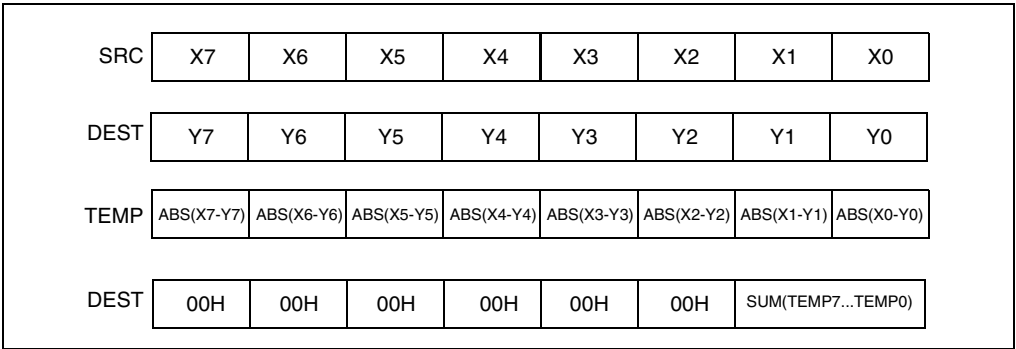 SRC X7 X6 X5 X4 X3 X2 X1 X0
DEST Y7 Y6 Y5 Y4 Y3 Y2 Y1 Y0
TEMP ABS(X7-Y7) ABS(X6-Y6) ABS(X5-Y5) ABS(X4-Y4) ABS(X3-Y3) ABS(X2-Y2) ABS(X1-Y1) ABS(X0-Y0)
DEST 00H 00H 00H 00H 00H 00H SUM(TEMP7...TEMP0)